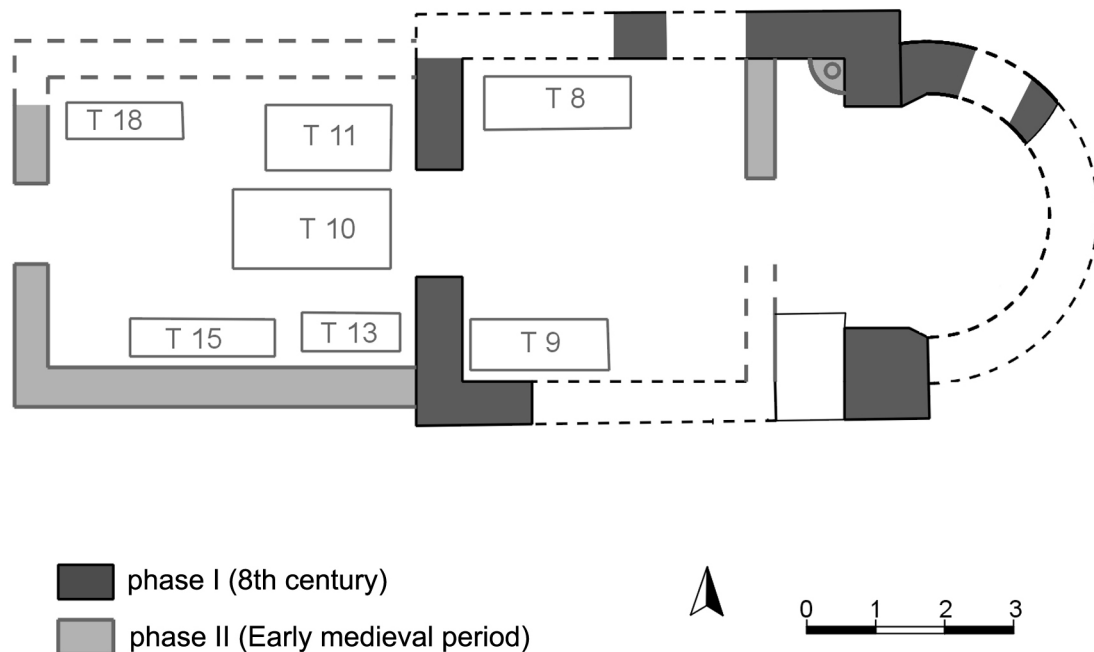 T 18
T 11
T 8
T 10
T 15
T 13
T 9
phase I (8th century)
phase II (Early medieval period)
0 1 2 3